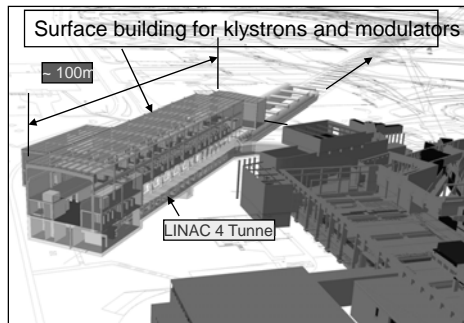 Surface building for klystrons and modulators
~ 100m
LINAC 4 Tunne